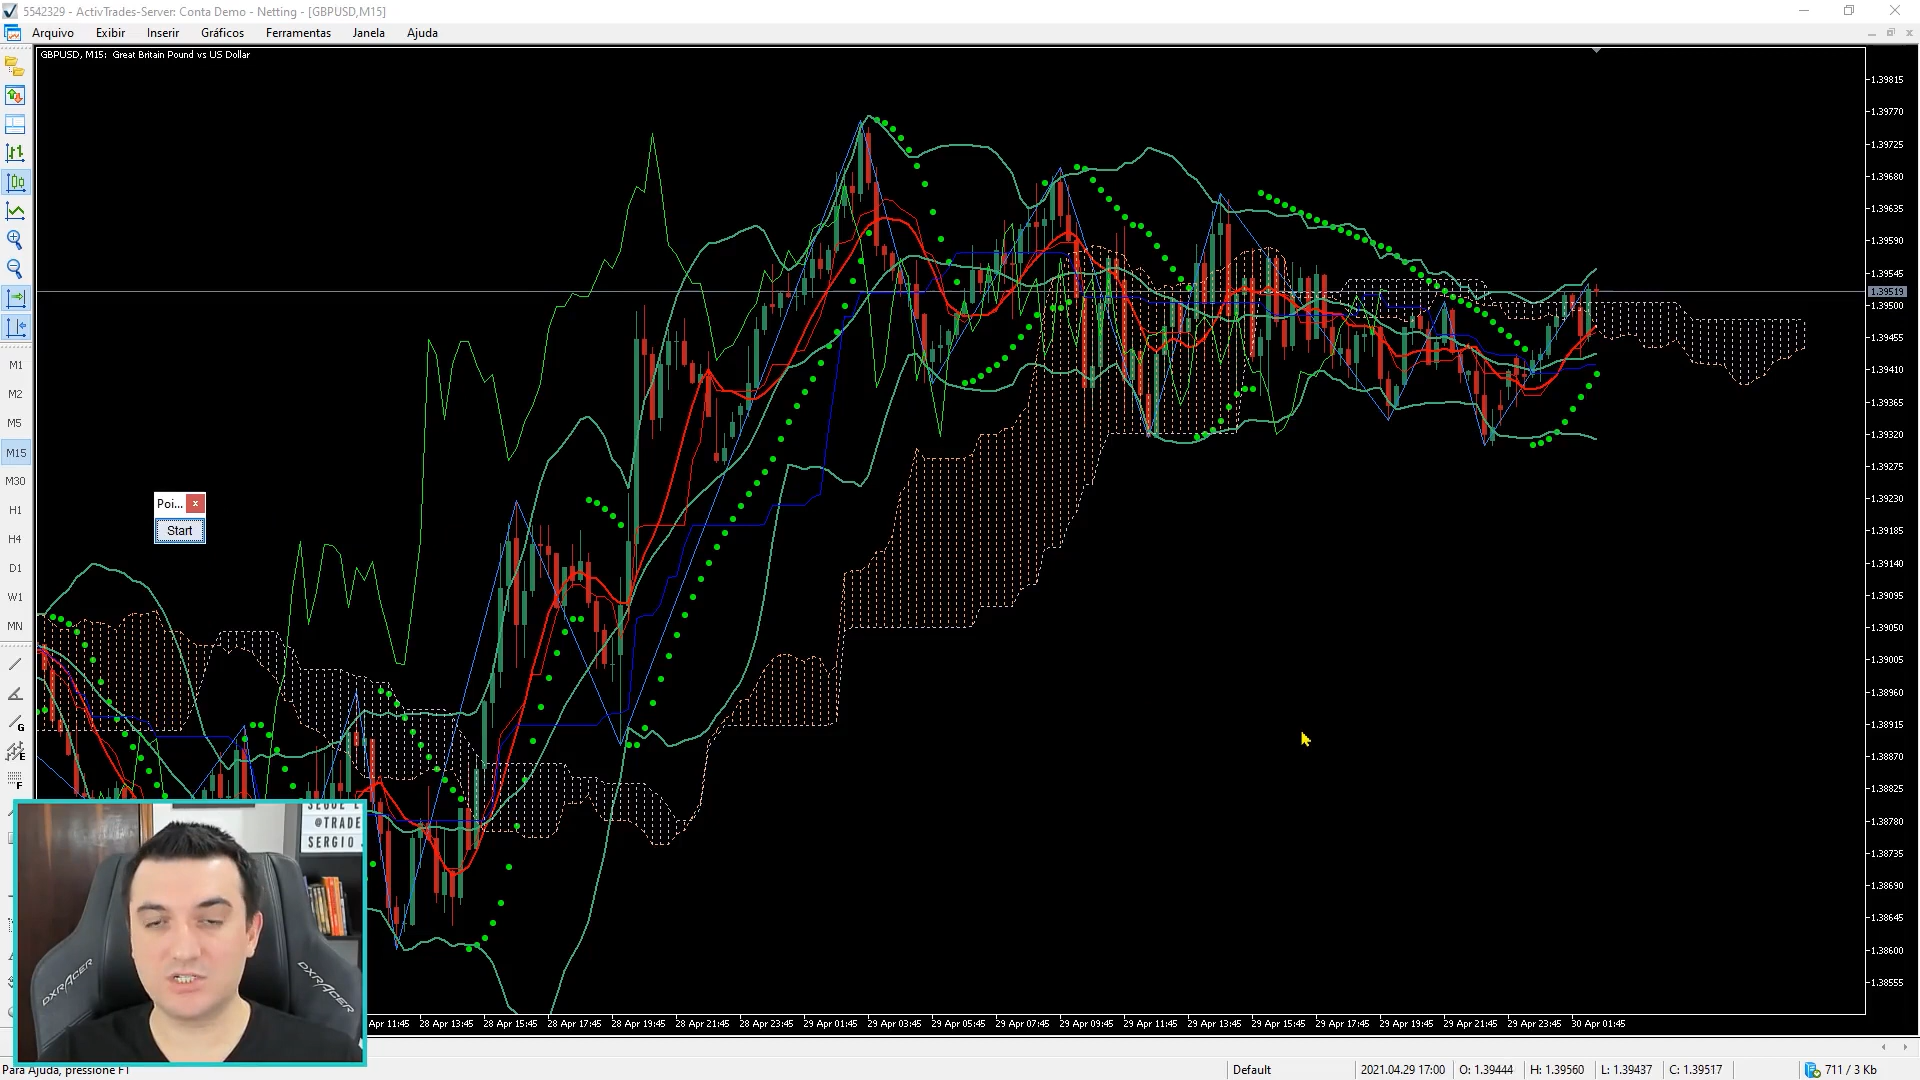 5542329 - ActivTrades-Server: Conta Demo - Netting - [GBPUSD,M15]
Arquivo Exibir Inserir Gráficos Ferramentas Janela Ajuda
GBPUSD, M15: Great Britain Pound vs US Dollar
1.39815
1.39770
1.39725
1.39680
1.39635
1.39590
1.39545
1.39519
1.39500
1.39455
1.39410
1.39365
1.39320
1.39275
1.39230
1.39185
1.39140
1.39095
1.39050
1.39005
1.38960
1.38915
1.38870
1.38825
1.38780
1.38735
1.38690
1.38645
1.38600
1.38555
M1
M2
M5
M15
M30
H1
H4
D1
W1
MN
G
E
F
Poi...
Start
@TRADE
SERGIO
DXRACER
DXRACER
Apr 11:45 28 Apr 13:45 28 Apr 15:45 28 Apr 17:45 28 Apr 19:45 28 Apr 21:45 28 Apr 23:45 29 Apr 01:45 29 Apr 03:45 29 Apr 05:45 29 Apr 07:45 29 Apr 09:45 29 Apr 11:45 29 Apr 13:45 29 Apr 15:45 29 Apr 17:45 29 Apr 19:45 29 Apr 21:45 29 Apr 23:45 30 Apr 01:45
Para Ajuda, pressione F1
Default 2021.04.29 17:00 O: 1.39444 H: 1.39560 L: 1.39437 C: 1.39517 711 / 3 Kb